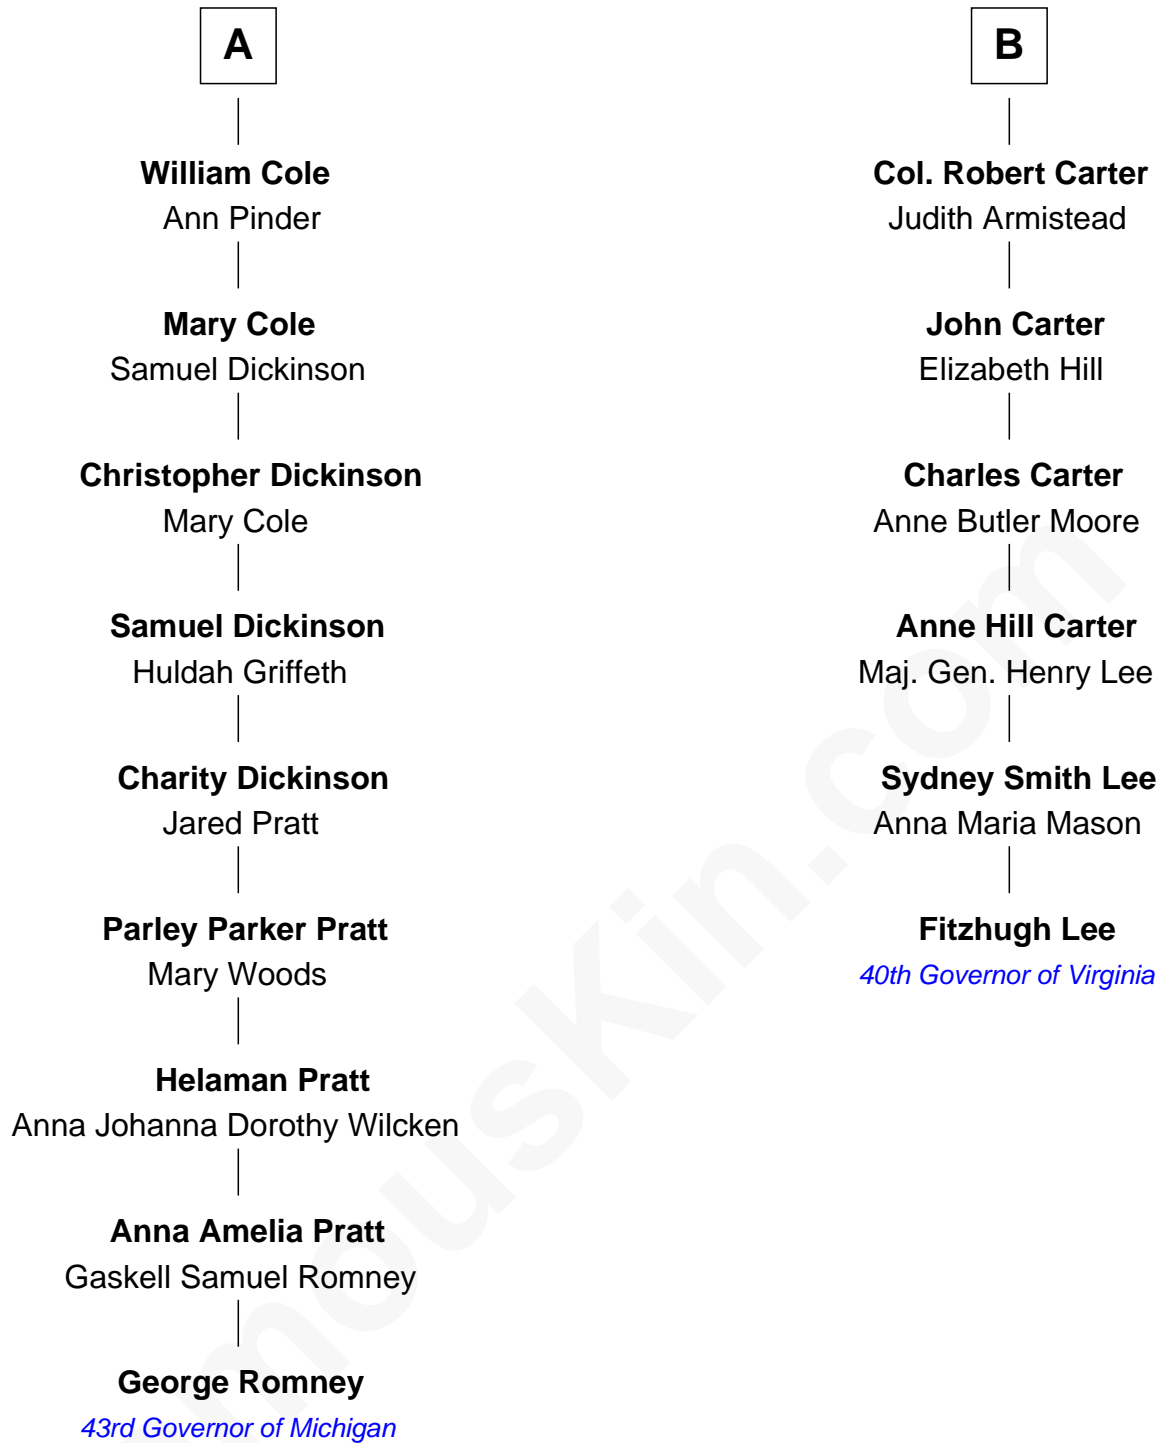 A
William Cole
Ann Pinder
Mary Cole
Samuel Dickinson
Christopher Dickinson
Mary Cole
Samuel Dickinson
Huldah Griffeth
Charity Dickinson
Jared Pratt
Parley Parker Pratt
Mary Woods
Helaman Pratt
Anna Johanna Dorothy Wilcken
Anna Amelia Pratt
Gaskell Samuel Romney
George Romney
43rd Governor of Michigan
B
Col. Robert Carter
Judith Armistead
John Carter
Elizabeth Hill
Charles Carter
Anne Butler Moore
Anne Hill Carter
Maj. Gen. Henry Lee
Sydney Smith Lee
Anna Maria Mason
Fitzhugh Lee
40th Governor of Virginia
mouskin.com